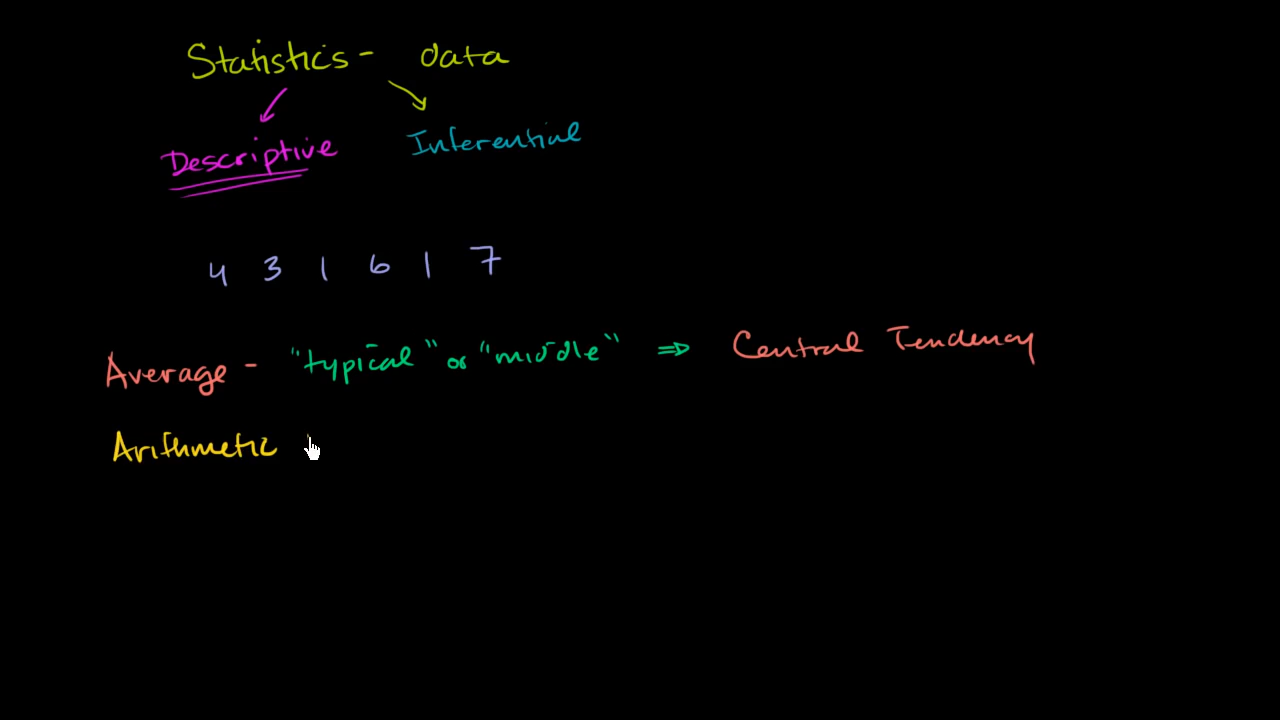 Statistics - data
Descriptive Inferential
4 3 1 6 1 7
Average - "typical" or "middle" ⇒ Central Tendency
Arithmetic